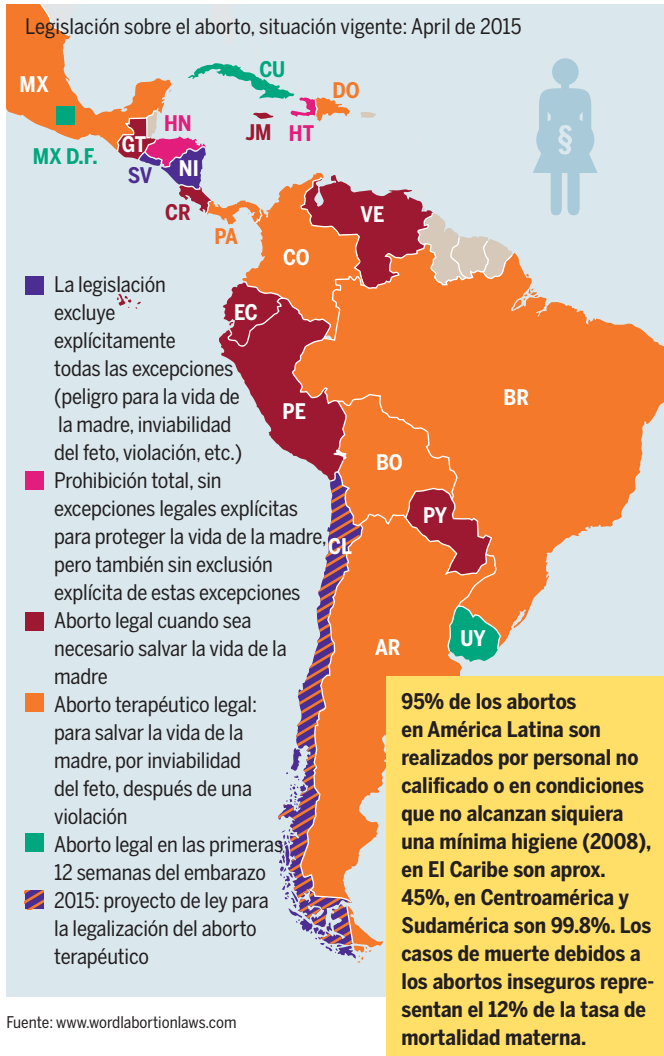 Legislación sobre el aborto, situación vigente: April de 2015
MX
CU
DO
MX D.F.
GT
HN
JM
HT
SV
NI
CR
PA
VE
CO
EC
PE
BR
BO
PY
CL
AR
UY
§
La legislación
excluye
explícitamente
todas las excepciones
(peligro para la vida de
la madre, inviabilidad
del feto, violación, etc.)
Prohibición total, sin
excepciones legales explícitas
para proteger la vida de la madre,
pero también sin exclusión
explícita de estas excepciones
Aborto legal cuando sea
necesario salvar la vida de la
madre
Aborto terapéutico legal:
para salvar la vida de la
madre, por inviabilidad
del feto, después de una
violación
Aborto legal en las primeras
12 semanas del embarazo
2015: proyecto de ley para
la legalización del aborto
terapéutico
95% de los abortos
en América Latina son
realizados por personal no
calificado o en condiciones
que no alcanzan siquiera
una mínima higiene (2008),
en El Caribe son aprox.
45%, en Centroamérica y
Sudamérica son 99.8%. Los
casos de muerte debidos a
los abortos inseguros repre-
sentan el 12% de la tasa de
mortalidad materna.
Fuente: www.wordlabortionlaws.com